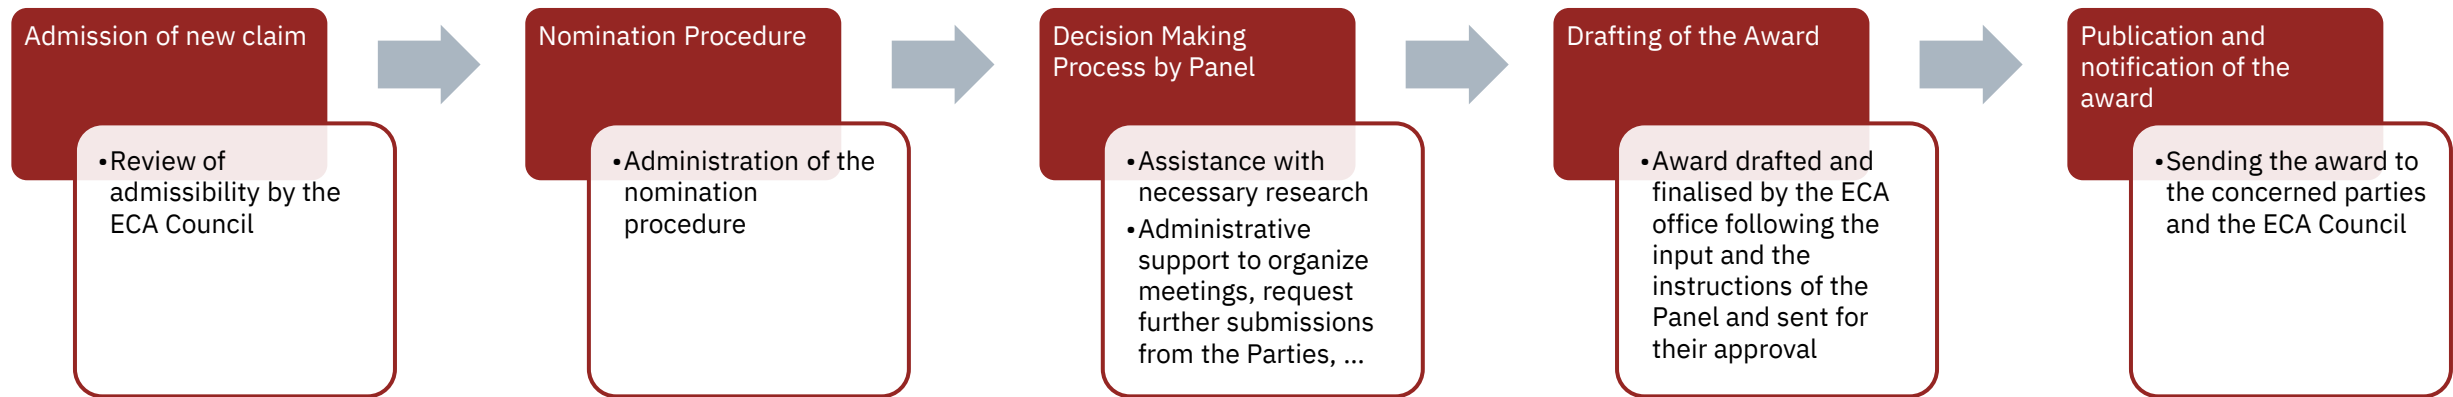 Admission of new claim
•Review of
admissibility by the
ECA Council
Nomination Procedure
•Administration of the
nomination
procedure
Decision Making
Process by Panel
•Assistance with
necessary research
•Administrative
support to organize
meetings, request
further submissions
from the Parties, ...
Drafting of the Award
•Award drafted and
finalised by the ECA
office following the
input and the
instructions of the
Panel and sent for
their approval
Publication and
notification of the
award
•Sending the award to
the concerned parties
and the ECA Council